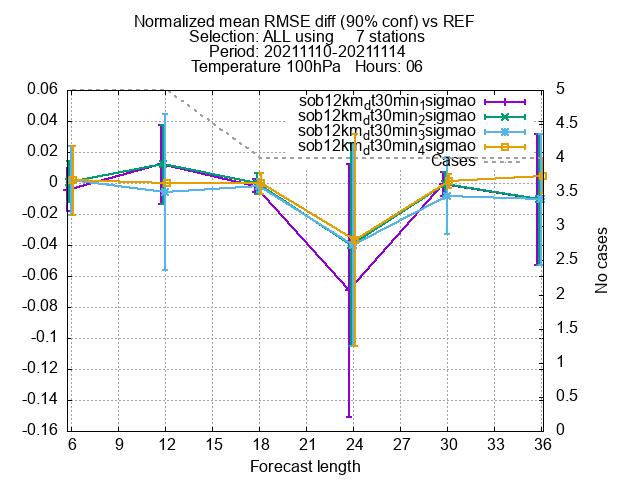 Normalized mean RMSE diff (90% conf) vs REF
Selection: ALL using     7 stations
Period: 20211110-20211114
Temperature 100hPa   Hours: 06
sob12km_dt30min_1sigmao
sob12km_dt30min_2sigmao
sob12km_dt30min_3sigmao
sob12km_dt30min_4sigmao
Cases
0.06
0.04
0.02
0
-0.02
-0.04
-0.06
-0.08
-0.1
-0.12
-0.14
-0.16
5
4.5
4
3.5
3
2.5
2
1.5
1
0.5
0
No cases
6 9 12 15 18 21 24 27 30 33 36
Forecast length